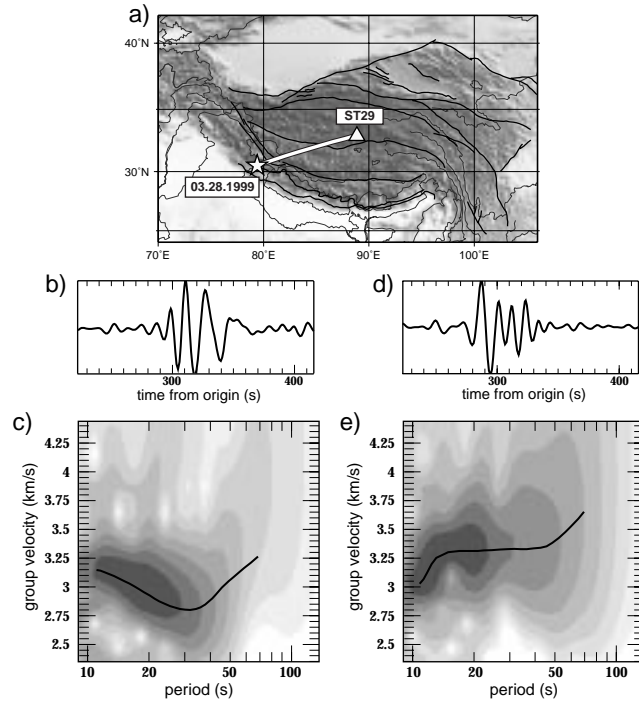 a)
40˚N
30˚N
ST29
03.28.1999
70˚E 80˚E 90˚E 100˚E
b)
300 400
time from origin (s)
d)
300 400
time from origin (s)
c)
4.25
4
3.75
3.5
3.25
3
2.75
2.5
group velocity (km/s)
10 20 50 100
period (s)
e)
4.25
4
3.75
3.5
3.25
3
2.75
2.5
group velocity (km/s)
10 20 50 100
period (s)